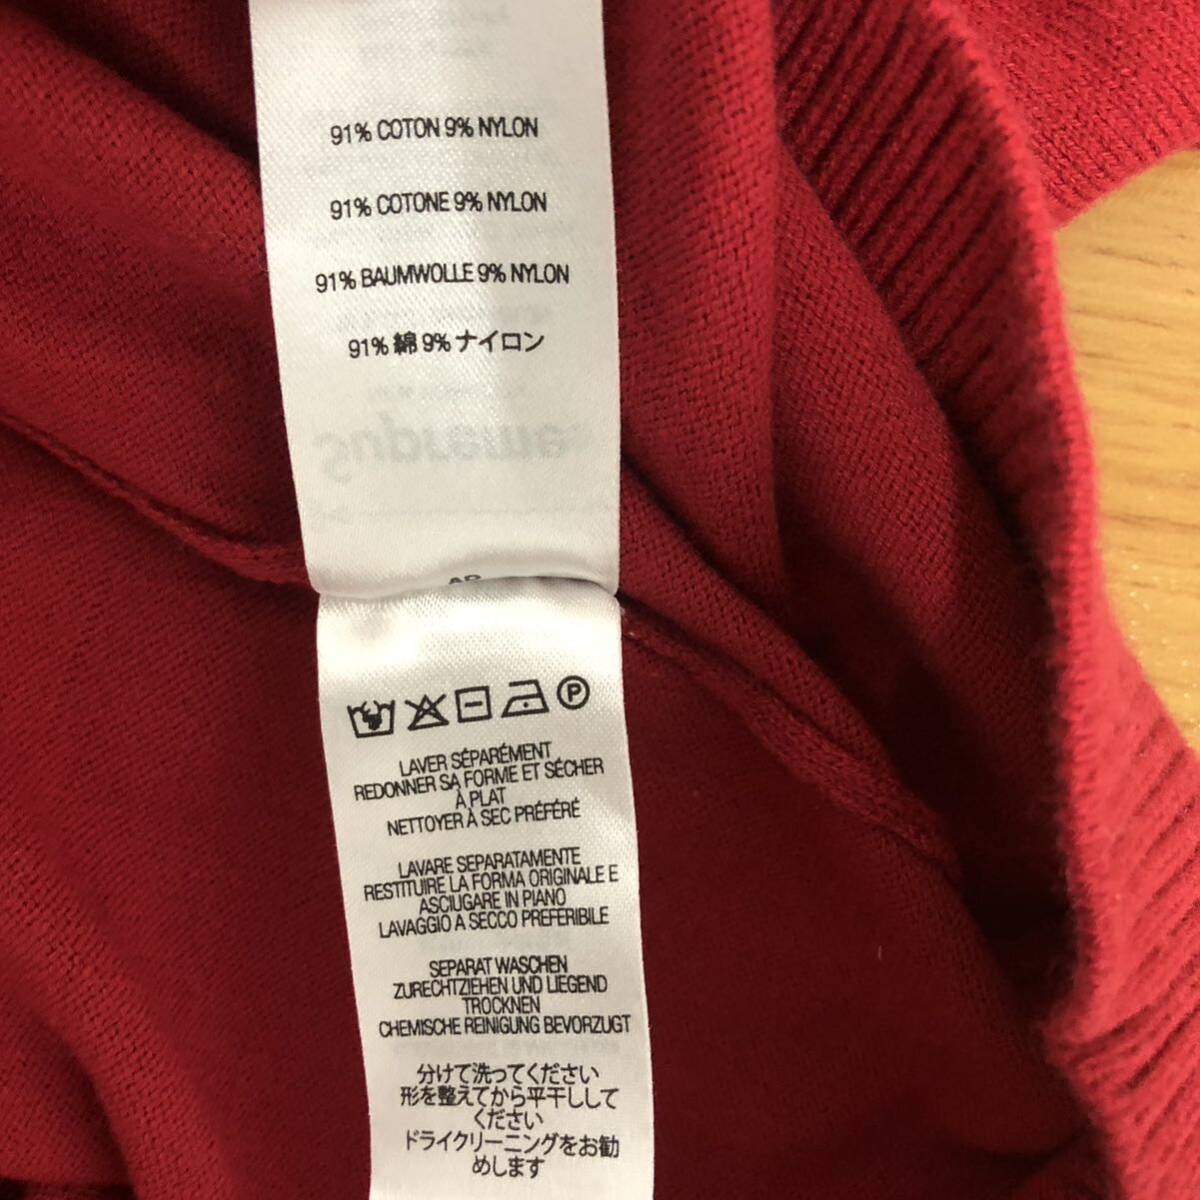 91% COTON 9% NYLON
91% COTONE 9% NYLON
91% BAUMWOLLE 9% NYLON
91% 綿 9% ナイロン
Supreme
P
LAVER SÉPARÉMENT
REDONNER SA FORME ET SÉCHER
À PLAT
NETTOYER À SEC PRÉFÉRÉ
LAVARE SEPARATAMENTE
RESTITUIRE LA FORMA ORIGINALE E
ASCIUGARE IN PIANO
LAVAGGIO A SECCO PREFERIBILE
SEPARAT WASCHEN
ZURECHTZIEHEN UND LIEGEND
TROCKNEN
CHEMISCHE REINIGUNG BEVORZUGT
分けて洗ってください
形を整えてから平干しして
ください
ドライクリーニングをお勧
めします